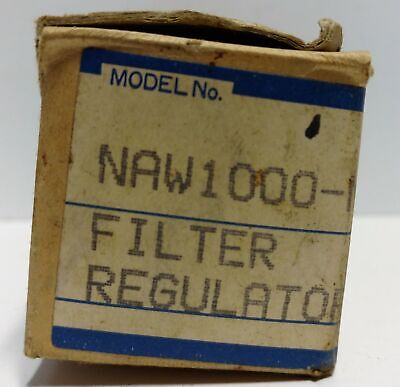 MODEL No.
NAW1000-
FILTER
REGULATOR